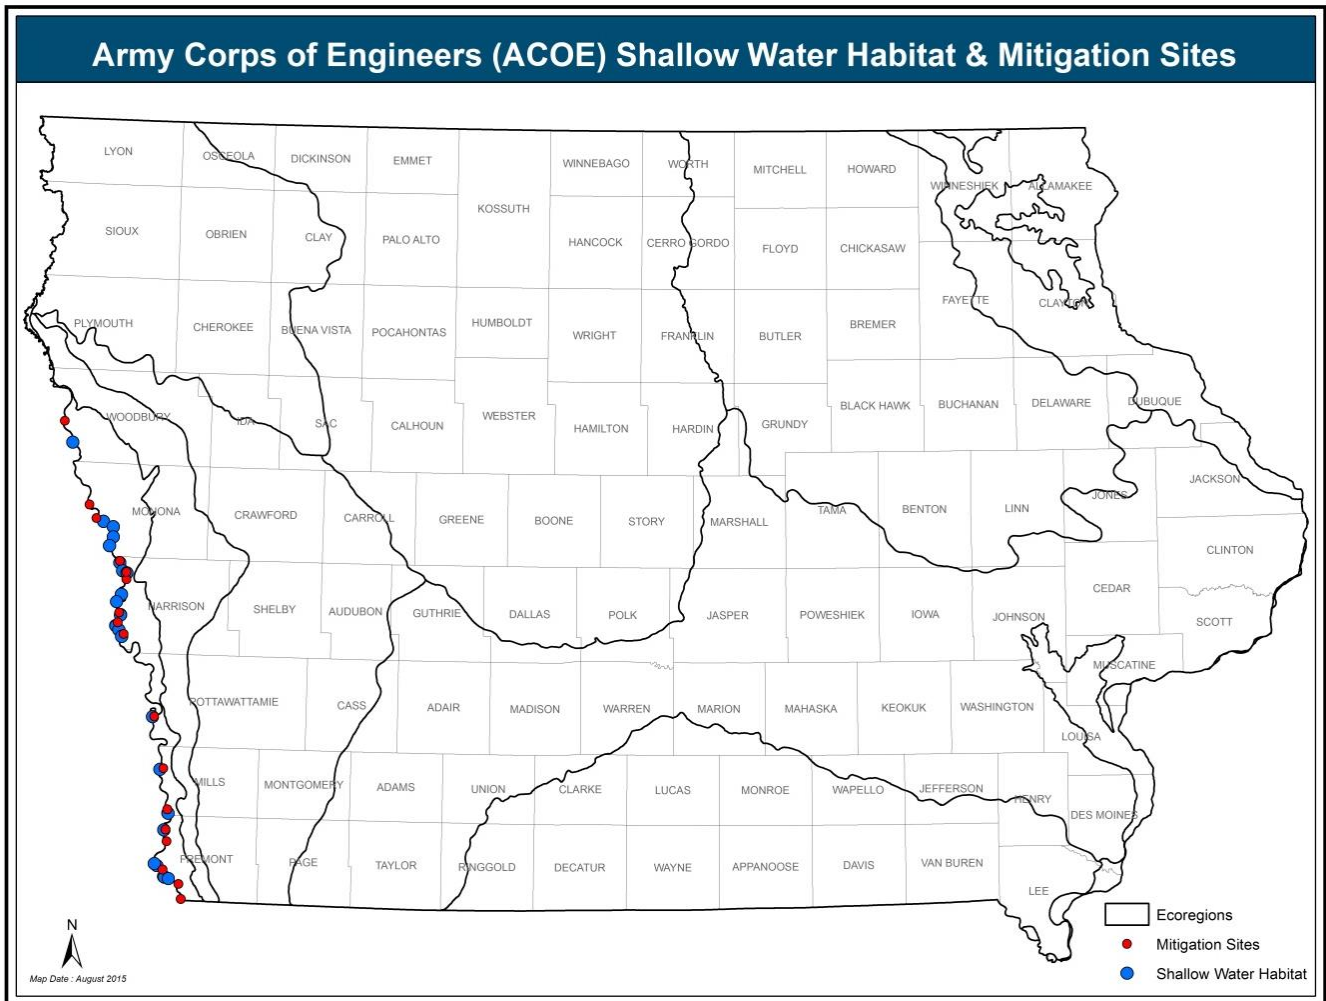 Army Corps of Engineers (ACOE) Shallow Water Habitat & Mitigation Sites
LYON
OSCEOLA
DICKINSON
EMMET
WINNEBAGO
WORTH
MITCHELL
HOWARD
WINNESHIEK
ALLAMAKEE
KOSSUTH
SIOUX
OBRIEN
CLAY
PALO ALTO
HANCOCK
CERRO GORDO
FLOYD
CHICKASAW
FAYETTE
CLAYTON
PLYMOUTH
CHEROKEE
BUENA VISTA
POCAHONTAS
HUMBOLDT
WRIGHT
FRANKLIN
BUTLER
BREMER
WOODBURY
IDA
SAC
CALHOUN
WEBSTER
HAMILTON
HARDIN
GRUNDY
BLACK HAWK
BUCHANAN
DELAWARE
DUBUQUE
MONONA
CRAWFORD
CARROLL
GREENE
BOONE
STORY
MARSHALL
TAMA
BENTON
LINN
JONES
JACKSON
CLINTON
HARRISON
SHELBY
AUDUBON
GUTHRIE
DALLAS
POLK
JASPER
POWESHIEK
IOWA
JOHNSON
CEDAR
SCOTT
MUSCATINE
POTTAWATTAMIE
CASS
ADAIR
MADISON
WARREN
MARION
MAHASKA
KEOKUK
WASHINGTON
LOUISA
MILLS
MONTGOMERY
ADAMS
UNION
CLARKE
LUCAS
MONROE
WAPELLO
JEFFERSON
HENRY
DES MOINES
FREMONT
PAGE
TAYLOR
RINGGOLD
DECATUR
WAYNE
APPANOOSE
DAVIS
VAN BUREN
LEE
N
Map Date : August 2015
Ecoregions
Mitigation Sites
Shallow Water Habitat